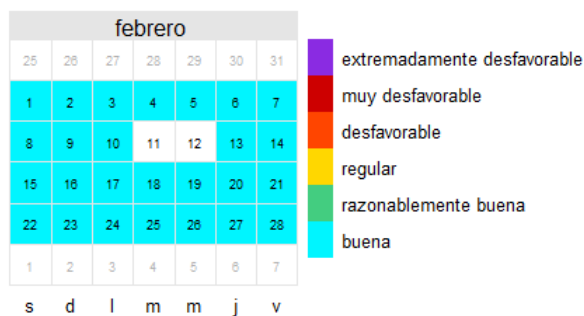 febrero
25 26 27 28 29 30 31
1 2 3 4 5 6 7
8 9 10 11 12 13 14
15 16 17 18 19 20 21
22 23 24 25 26 27 28
1 2 3 4 5 6 7
s d l m m j v
extremadamente desfavorable
muy desfavorable
desfavorable
regular
razonablemente buena
buena